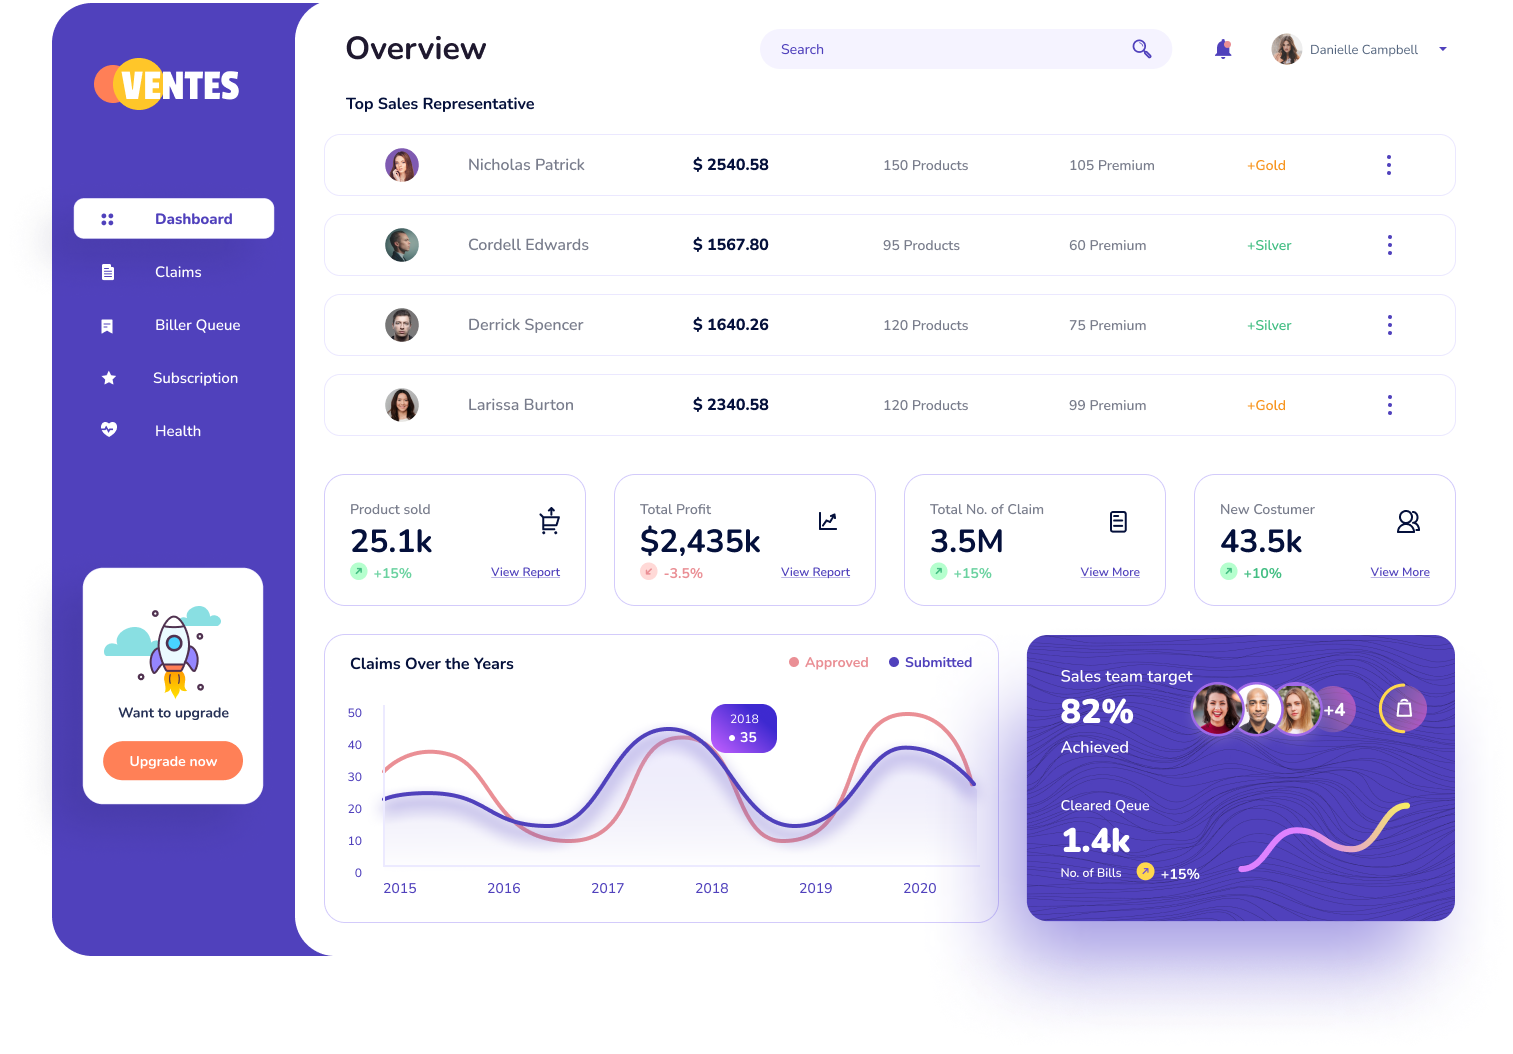 VENTES
Overview
Search
Danielle Campbell
Top Sales Representative
Nicholas Patrick $ 2540.58 150 Products 105 Premium +Gold
Cordell Edwards $ 1567.80 95 Products 60 Premium +Silver
Derrick Spencer $ 1640.26 120 Products 75 Premium +Silver
Larissa Burton $ 2340.58 120 Products 99 Premium +Gold
Dashboard
Claims
Biller Queue
Subscription
Health
Want to upgrade
Upgrade now
Product sold
25.1k
+15% View Report
Total Profit
$2,435k
-3.5% View Report
Total No. of Claim
3.5M
+15% View More
New Costumer
43.5k
+10% View More
Claims Over the Years
Approved Submitted
50
40
30
20
10
0
2018
35
2015 2016 2017 2018 2019 2020
Sales team target
82%
Achieved
+4
Cleared Qeue
1.4k
No. of Bills +15%